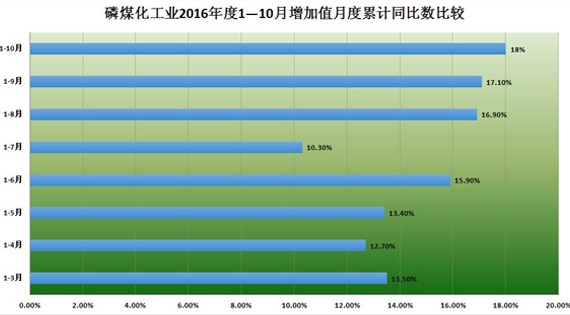 磷煤化工业2016年度1—10月增加值月度累计同比数比较
1-10月 18%
1-9月 17.10%
1-8月 16.90%
1-7月 10.30%
1-6月 15.90%
1-5月 13.40%
1-4月 12.70%
1-3月 13.50%
0.00% 2.00% 4.00% 6.00% 8.00% 10.00% 12.00% 14.00% 16.00% 18.00% 20.00%